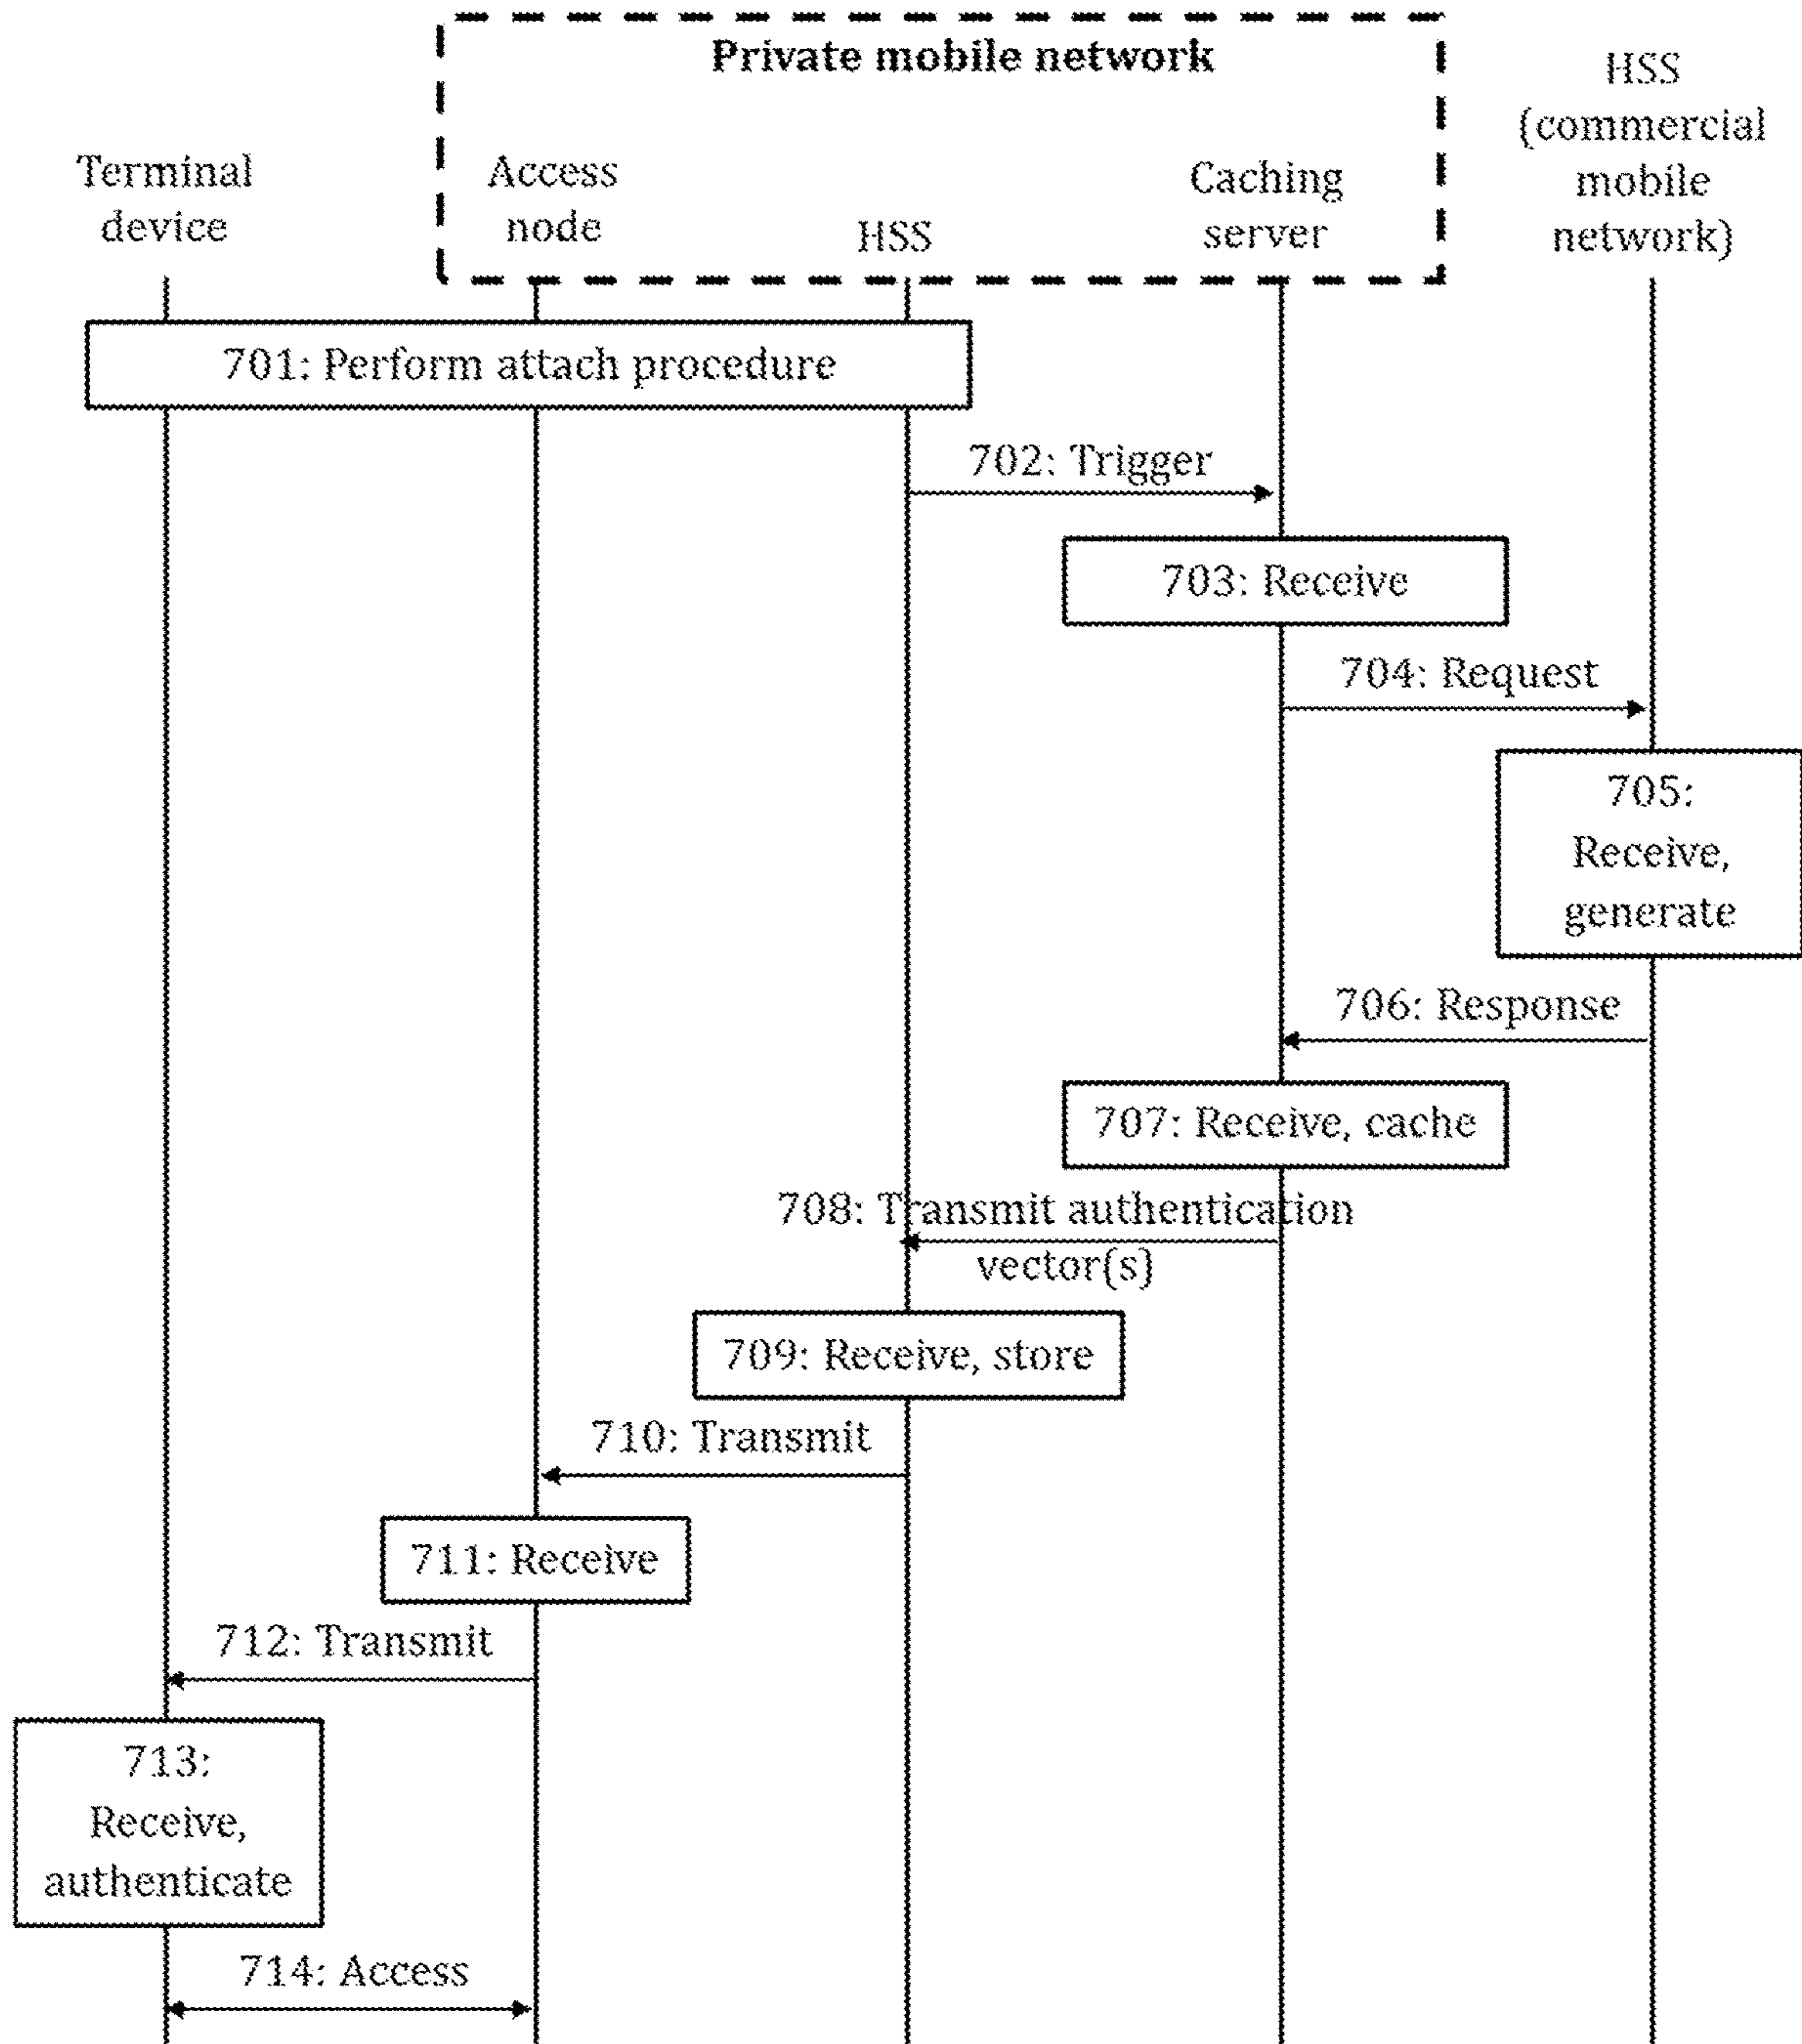 Private mobile network
HSS
(commercial
mobile
network)
Terminal
device
Access
node
HSS
Caching
server
701: Perform attach procedure
702: Trigger
703: Receive
704: Request
705:
Receive,
generate
706: Response
707: Receive, cache
708: Transmit authentication
vector(s)
709: Receive, store
710: Transmit
711: Receive
712: Transmit
713:
Receive,
authenticate
714: Access